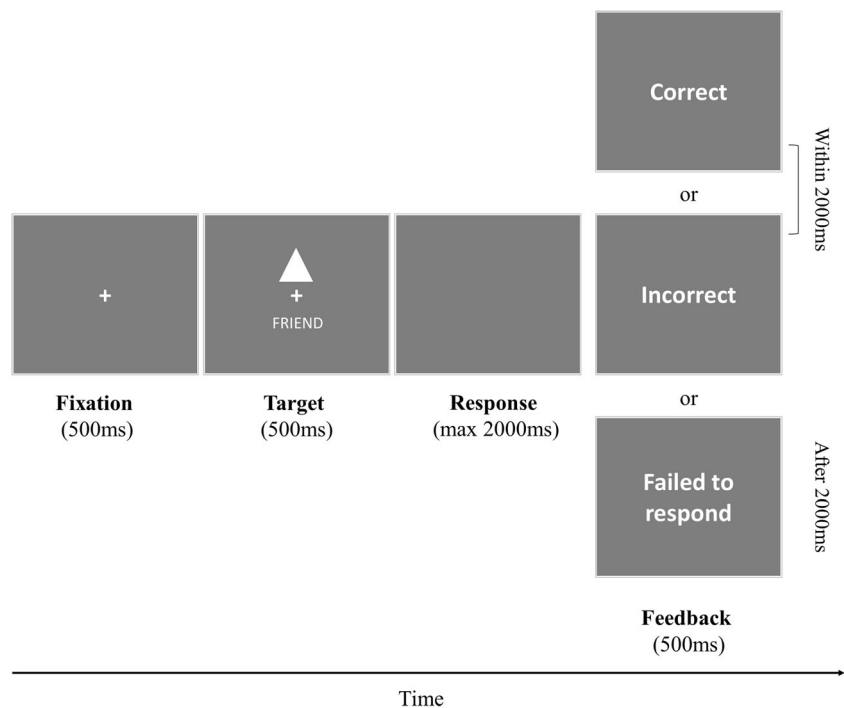 Correct
or
Within 2000ms
+
+
FRIEND
Incorrect
Fixation
(500ms)
Target
(500ms)
Response
(max 2000ms)
or
Failed to
respond
After 2000ms
Feedback
(500ms)
Time